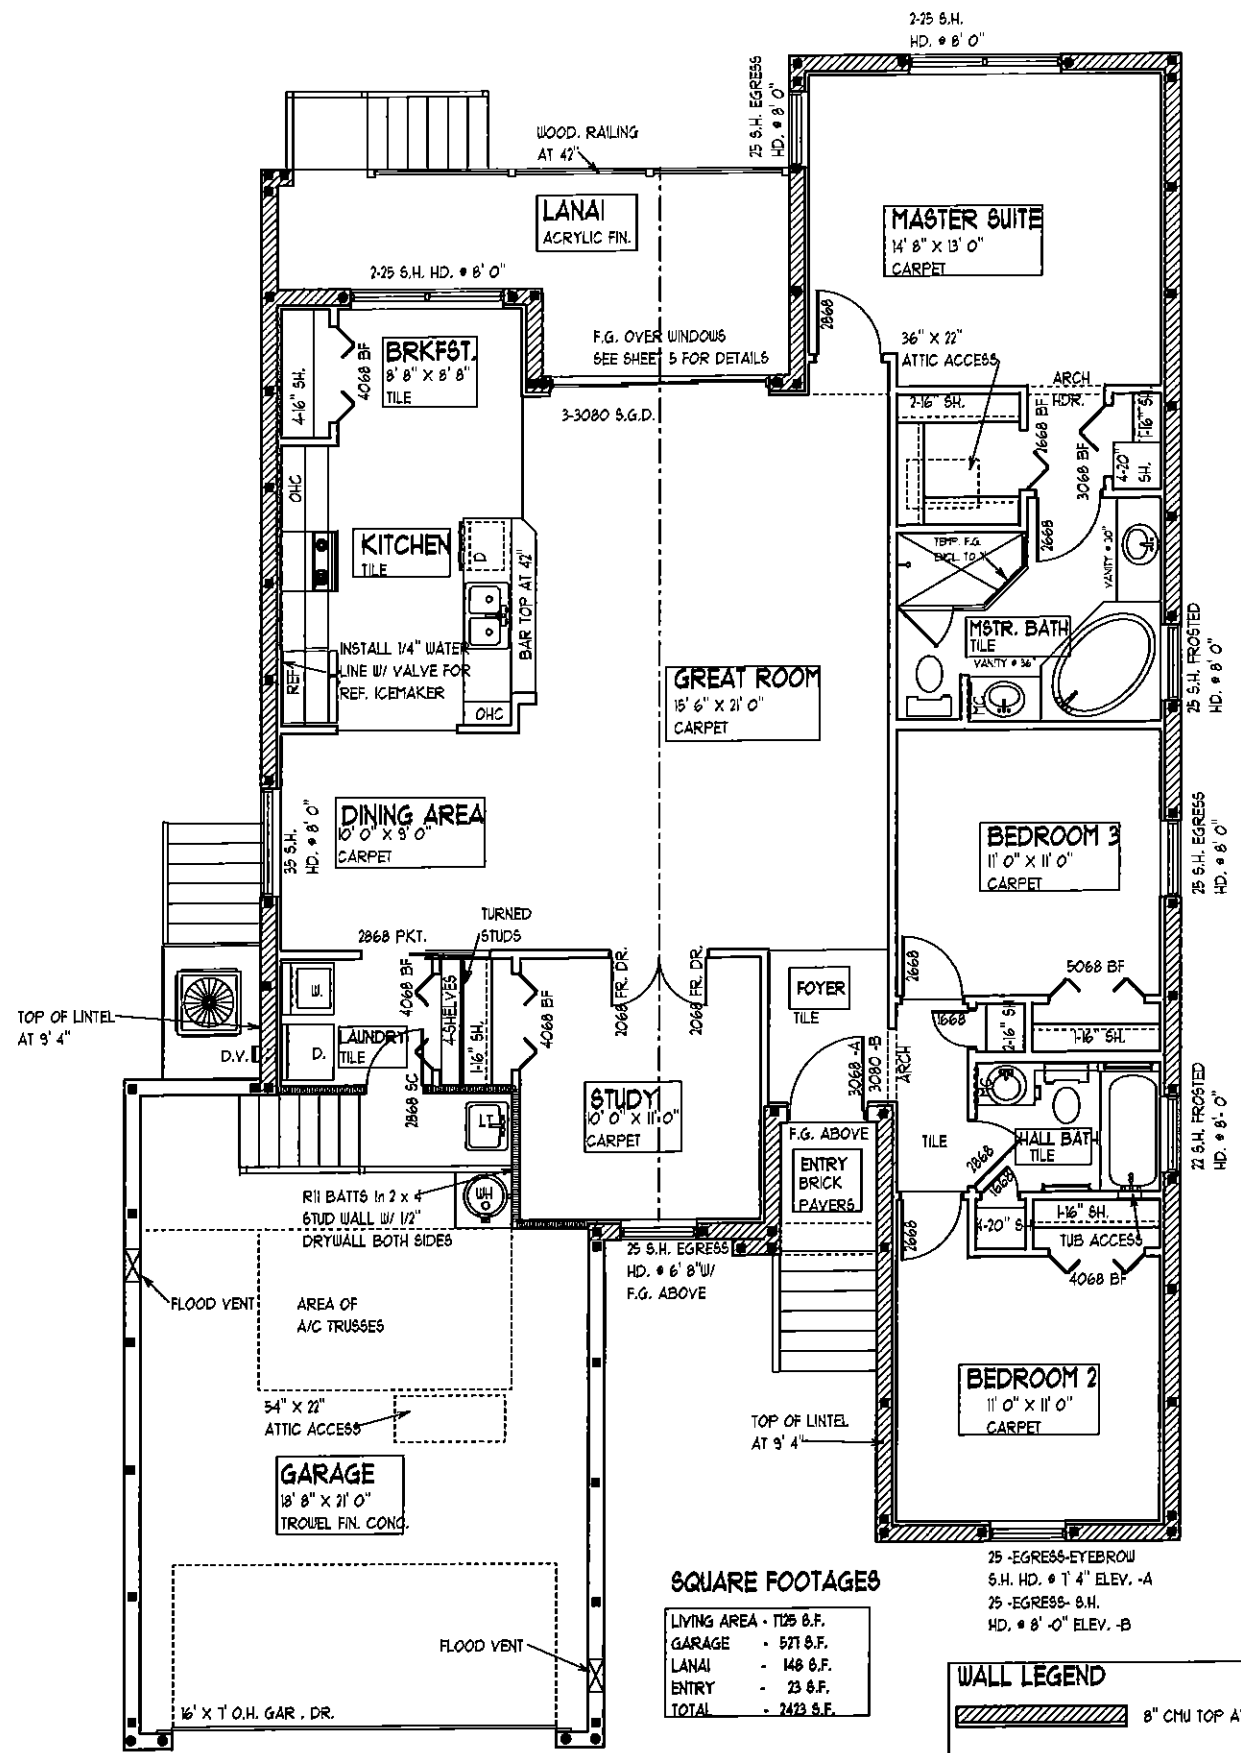 2-25 S.H.
HD. @ 8' 0"
25 S.H. EGRESS
HD. @ 8' 0"
WOOD. RAILING
AT 42"
LANAI
ACRYLIC FIN.
MASTER SUITE
14' 8" X 13' 0"
CARPET
2-25 S.H. HD. @ 8' 0"
2868
F.G. OVER WINDOWS
SEE SHEET 5 FOR DETAILS
36" X 22"
ATTIC ACCESS
BRKFST.
8' 8" X 8' 8"
TILE
4068 BF
4-16" SH.
3-3080 S.G.D.
ARCH
HDR.
2-16" SH.
2668 BF
3068 BF
1-16" SH.
4-20"
SH.
OHC
KITCHEN
TILE
D
BAR TOP AT 42"
TEMP. F.G.
2668
VANITY @ 30"
INSTALL 1/4" WATER
LINE W/ VALVE FOR
REF. ICEMAKER
REF.
OHC
GREAT ROOM
15' 6" X 21' 0"
CARPET
MSTR. BATH
TILE
VANITY @ 36"
MC
25 S.H. FROSTED
HD. @ 8' 0"
DINING AREA
10' 0" X 9' 0"
CARPET
35 S.H.
HD. @ 8' 0"
BEDROOM 3
11' 0" X 11' 0"
CARPET
25 S.H. EGRESS
HD. @ 8' 0"
TURNED
STUDS
2868 PKT.
4068 BF
4-SHELVES
1-16" SH.
4068 BF
2068 FR. DR.
2068 FR. DR.
2668
5068 BF
W.
D.
LAUNDRY
TILE
FOYER
TILE
TOP OF LINTEL
AT 9' 4"
D.V.
1668
2-16" SH.
1-16" SH.
3068 -A
3080 -B
ARCH
2868 SC
LT
STUDY
10' 0" X 11' 0"
CARPET
F.G. ABOVE
ENTRY
BRICK
PAVERS
TILE
MC
HALL BATH
TILE
2868
1668
22 S.H. FROSTED
HD. @ 8'- 0"
R11 BATTS in 2 x 4
STUD WALL W/ 1/2"
DRYWALL BOTH SIDES
WH
2668
4-20" SH
1-16" SH.
TUB ACCESS
4068 BF
25 S.H. EGRESS
HD. @ 6' 8"W/
F.G. ABOVE
FLOOD VENT
AREA OF
A/C TRUSSES
54" X 22"
ATTIC ACCESS
BEDROOM 2
11' 0" X 11' 0"
CARPET
TOP OF LINTEL
AT 9' 4"
GARAGE
18' 8" X 21' 0"
TROWEL FIN. CONC.
25 -EGRESS-EYEBROW
S.H. HD. @ 7' 4" ELEV. -A
25 -EGRESS- S.H.
HD. @ 8' -0" ELEV. -B
SQUARE FOOTAGES
LIVING AREA - 1725 S.F.
GARAGE - 527 S.F.
LANAI - 148 S.F.
ENTRY - 23 S.F.
TOTAL - 2423 S.F.
FLOOD VENT
16' X 7' O.H. GAR . DR.
WALL LEGEND
8" CMU TOP AT